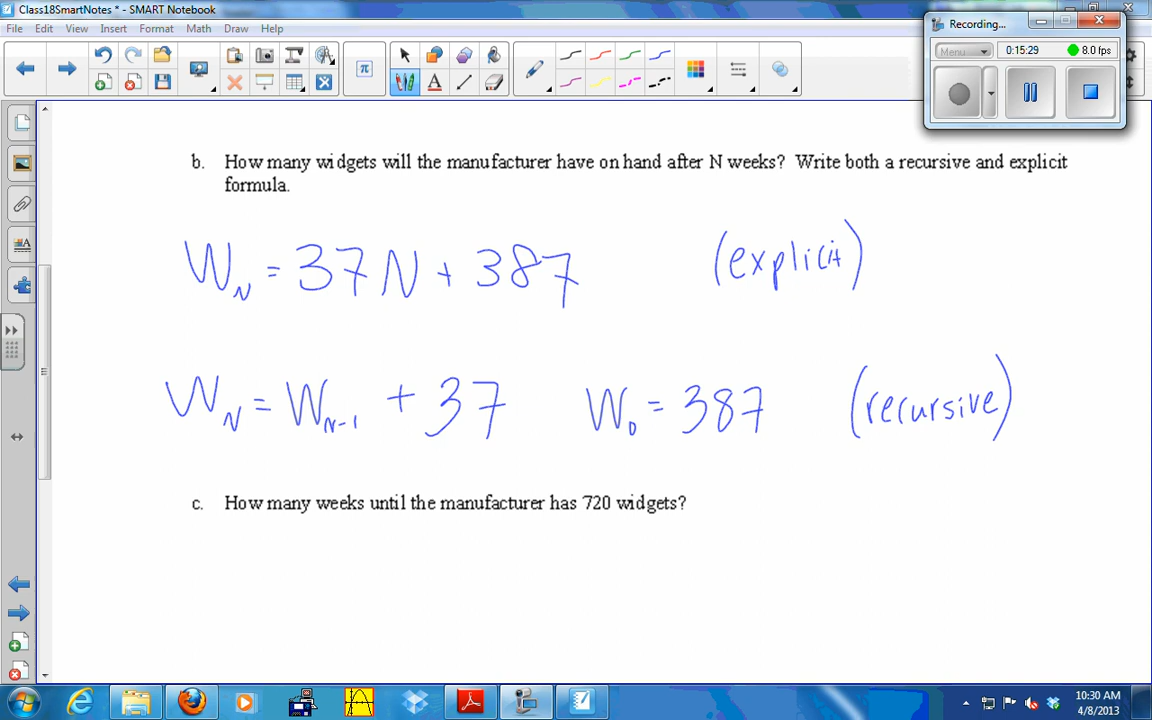 Class18SmartNotes * - SMART Notebook
File Edit View Insert Format Math Draw Help
Recording...
Menu 0:15:29 8.0 fps
π
A
b. How many widgets will the manufacturer have on hand after N weeks? Write both a recursive and explicit
formula.
W_N = 37N + 387 (explicit)
W_N = W_{N-1} + 37 W_0 = 387 (recursive)
c. How many weeks until the manufacturer has 720 widgets?
10:30 AM
4/8/2013